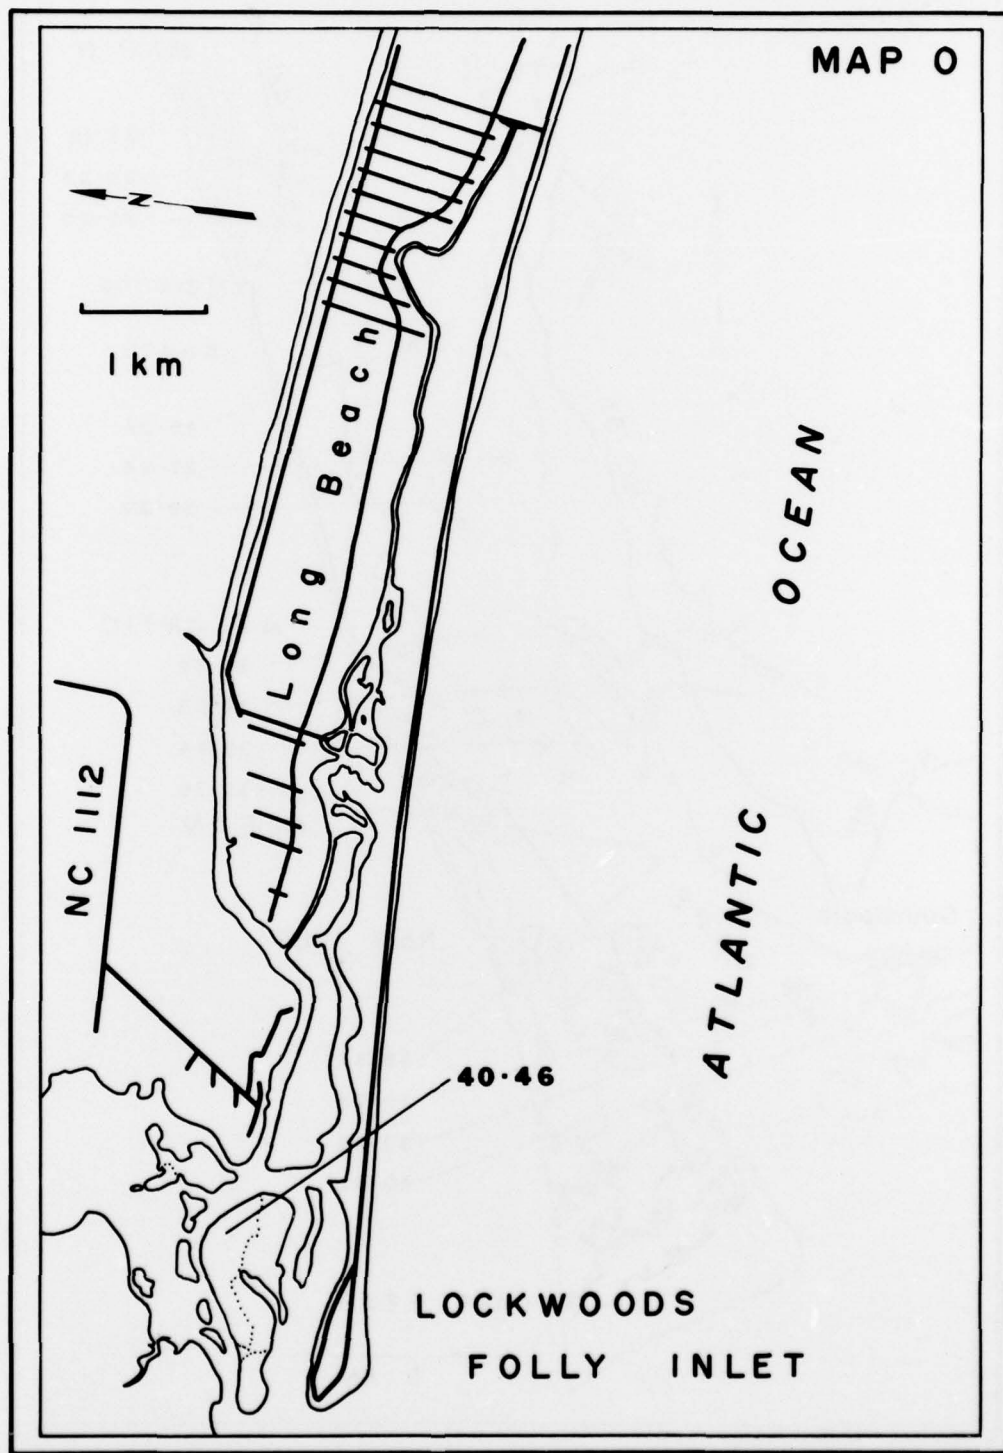 MAP O
N
1 km
Long Beach
ATLANTIC OCEAN
NC 1112
40-46
LOCKWOODS
FOLLY INLET